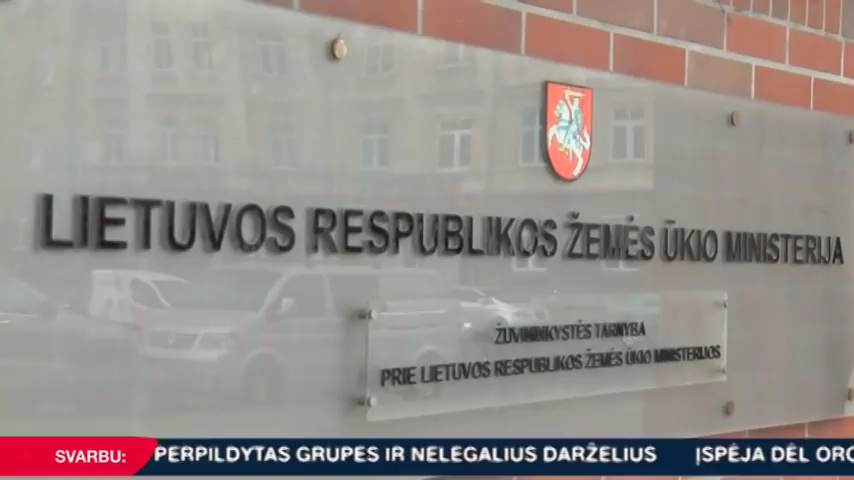 LIETUVOS RESPUBLIKOS ŽEMĖS ŪKIO MINISTERIJA
ŽUVININKYSTĖS TARNYBA
PRIE LIETUVOS RESPUBLIKOS ŽEMĖS ŪKIO MINISTERIJOS
SVARBU: PERPILDYTAS GRUPES IR NELEGALIUS DARŽELIUS ĮSPĖJA DĖL